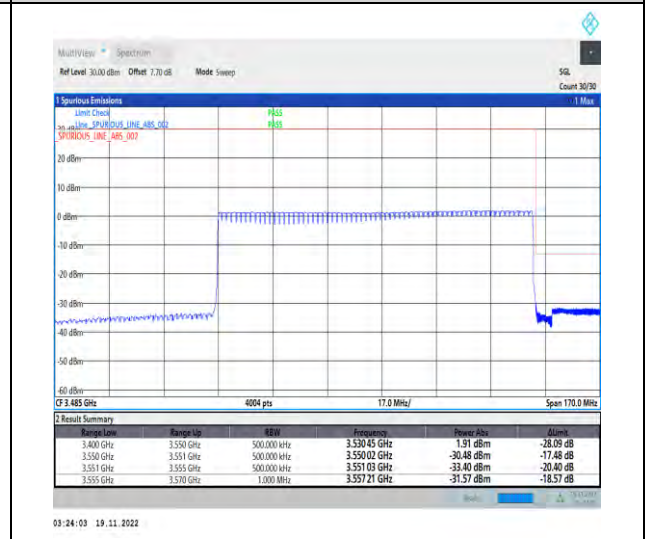 MultiView Spectrum
Ref Level 30.00 dBm Offset 7.70 dB Mode Sweep SGL
Count 30/30
1 Spurious Emissions 1 Max
Limit Check PASS
Line _SPURIOUS_LINE_ABS_002 PASS
_SPURIOUS_LINE_ABS_002
20 dBm
10 dBm
0 dBm
-10 dBm
-20 dBm
-30 dBm
-40 dBm
-50 dBm
-60 dBm
CF 3.485 GHz 4004 pts 17.0 MHz/ Span 170.0 MHz
2 Result Summary
Range Low Range Up RBW Frequency Power Abs ΔLimit
3.400 GHz 3.550 GHz 500.000 kHz 3.53045 GHz 1.91 dBm -28.09 dB
3.550 GHz 3.551 GHz 500.000 kHz 3.55002 GHz -30.48 dBm -17.48 dB
3.551 GHz 3.555 GHz 500.000 kHz 3.55103 GHz -33.40 dBm -20.40 dB
3.555 GHz 3.570 GHz 1.000 MHz 3.55721 GHz -31.57 dBm -18.57 dB
03:24:03 19.11.2022